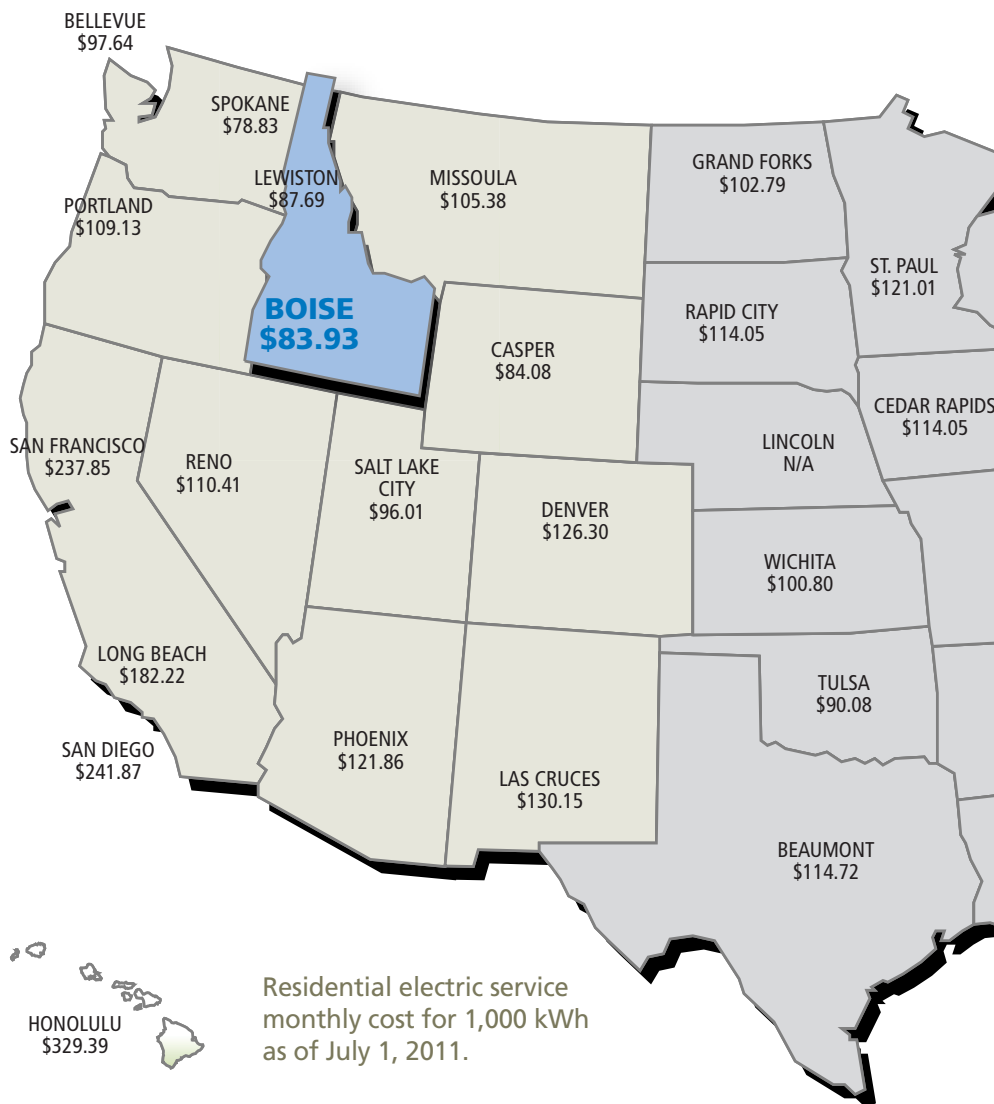 BELLEVUE
$97.64
SPOKANE
$78.83
LEWISTON
$87.69
MISSOULA
$105.38
GRAND FORKS
$102.79
PORTLAND
$109.13
ST. PAUL
$121.01
BOISE
$83.93
RAPID CITY
$114.05
CASPER
$84.08
CEDAR RAPIDS
$114.05
SAN FRANCISCO
$237.85
RENO
$110.41
SALT LAKE
CITY
$96.01
LINCOLN
N/A
DENVER
$126.30
WICHITA
$100.80
LONG BEACH
$182.22
TULSA
$90.08
SAN DIEGO
$241.87
PHOENIX
$121.86
LAS CRUCES
$130.15
BEAUMONT
$114.72
HONOLULU
$329.39
Residential electric service
monthly cost for 1,000 kWh
as of July 1, 2011.